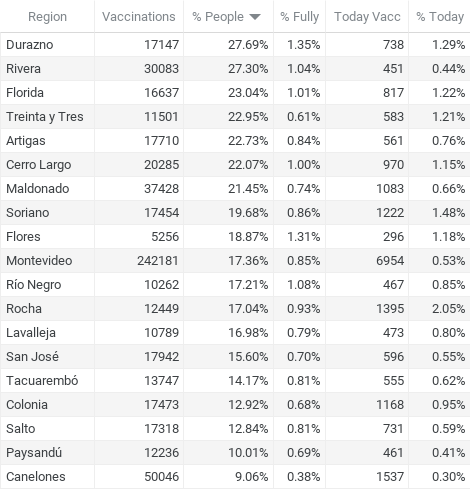 Region Vaccinations % People % Fully Today Vacc % Today
Durazno 17147 27.69% 1.35% 738 1.29%
Rivera 30083 27.30% 1.04% 451 0.44%
Florida 16637 23.04% 1.01% 817 1.22%
Treinta y Tres 11501 22.95% 0.61% 583 1.21%
Artigas 17710 22.73% 0.84% 561 0.76%
Cerro Largo 20285 22.07% 1.00% 970 1.15%
Maldonado 37428 21.45% 0.74% 1083 0.66%
Soriano 17454 19.68% 0.86% 1222 1.48%
Flores 5256 18.87% 1.31% 296 1.18%
Montevideo 242181 17.36% 0.85% 6954 0.53%
Río Negro 10262 17.21% 1.08% 467 0.85%
Rocha 12449 17.04% 0.93% 1395 2.05%
Lavalleja 10789 16.98% 0.79% 473 0.80%
San José 17942 15.60% 0.70% 596 0.55%
Tacuarembó 13747 14.17% 0.81% 555 0.62%
Colonia 17473 12.92% 0.68% 1168 0.95%
Salto 17318 12.84% 0.81% 731 0.59%
Paysandú 12236 10.01% 0.69% 461 0.41%
Canelones 50046 9.06% 0.38% 1537 0.30%